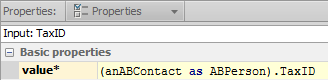 Properties: Properties
Input: TaxID
Basic properties
value* (anABContact as ABPerson).TaxID